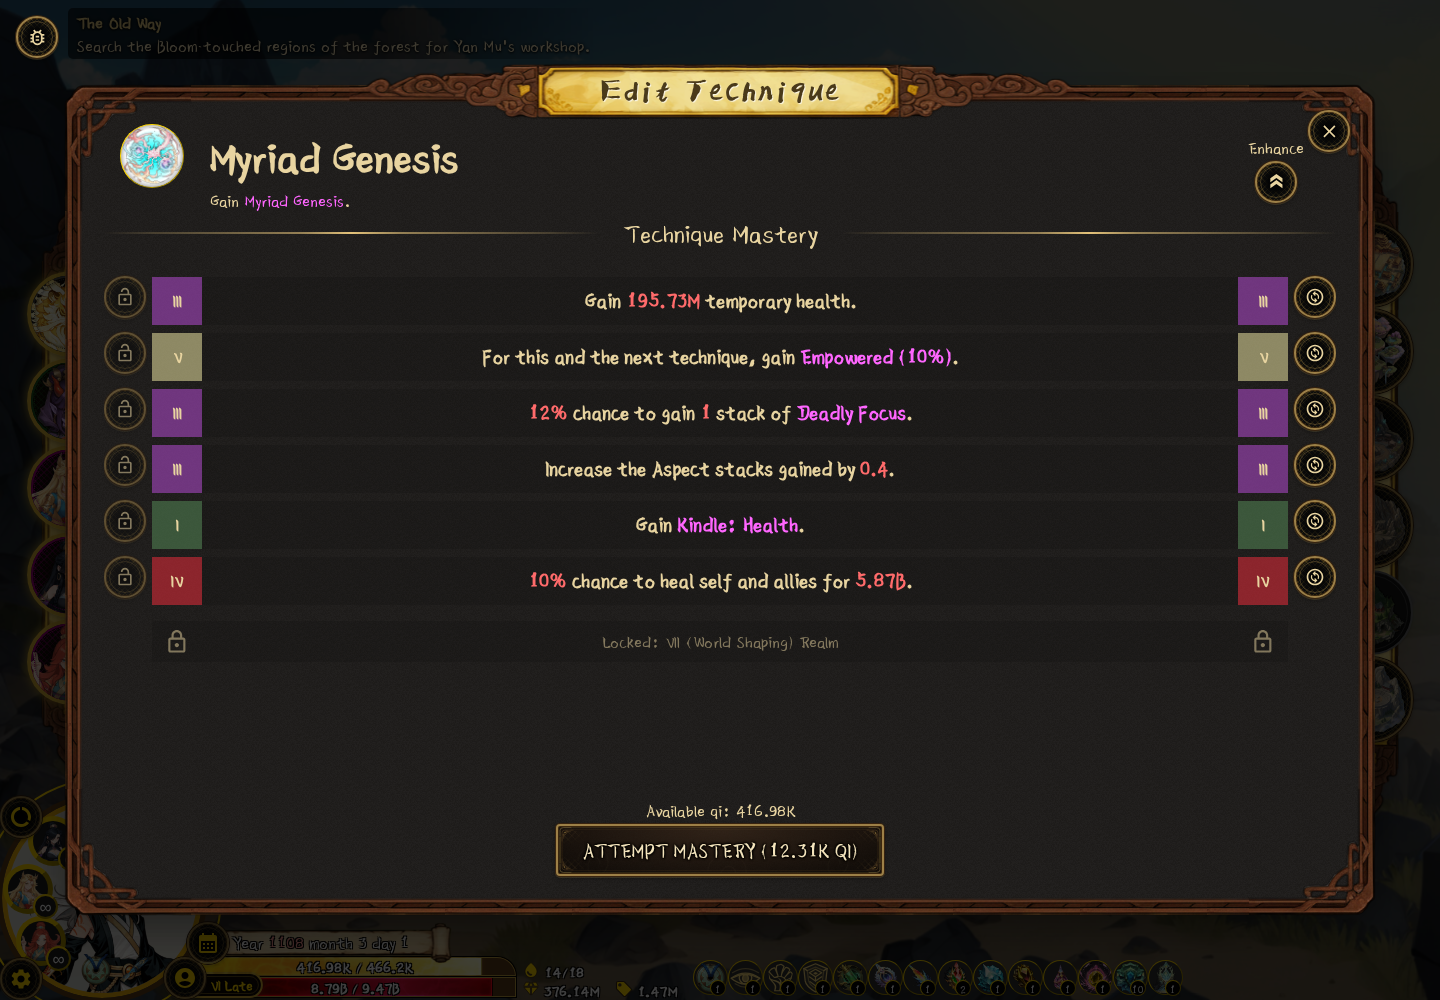 The Old Way
Search the Bloom-touched regions of the forest for Yan Mu's workshop.
Edit Technique
Myriad Genesis
Gain Myriad Genesis.
Enhance
Technique Mastery
III Gain 195.73M temporary health. III
V For this and the next technique, gain Empowered (10%). V
III 12% chance to gain 1 stack of Deadly Focus. III
III Increase the Aspect stacks gained by 0.4. III
I Gain Kindle: Health. I
IV 10% chance to heal self and allies for 5.87B. IV
Locked: VII (World Shaping) Realm
Available qi: 416.98K
ATTEMPT MASTERY (12.31K QI)
Year 1108 month 3 day 1
416.98K / 466.2K
14/18
VI Late
8.79B / 9.47B
376.14M
1.47M